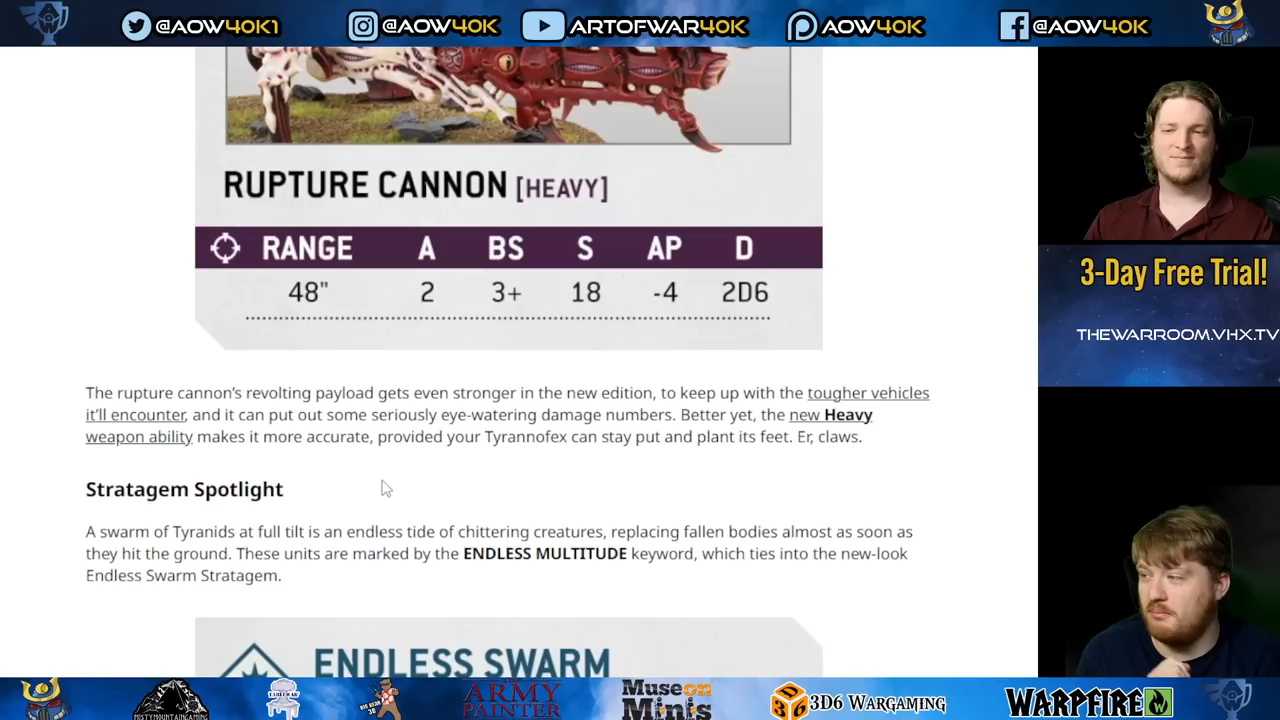 @AOW40K1 @AOW40K ARTOFWAR40K AOW40K @AOW40K
RUPTURE CANNON [HEAVY]
RANGE A BS S AP D
48" 2 3+ 18 -4 2D6
3-Day Free Trial!
THEWARROOM.VHX.TV
The rupture cannon’s revolting payload gets even stronger in the new edition, to keep up with the tougher vehicles
it’ll encounter, and it can put out some seriously eye-watering damage numbers. Better yet, the new Heavy
weapon ability makes it more accurate, provided your Tyrannofex can stay put and plant its feet. Er, claws.
Stratagem Spotlight
A swarm of Tyranids at full tilt is an endless tide of chittering creatures, replacing fallen bodies almost as soon as
they hit the ground. These units are marked by the ENDLESS MULTITUDE keyword, which ties into the new-look
Endless Swarm Stratagem.
ENDLESS SWARM
MISTYMOUNTAINGAMING
THE ARMY PAINTER
Muse on Minis
3D6 WARGAMING
WARPFIRE